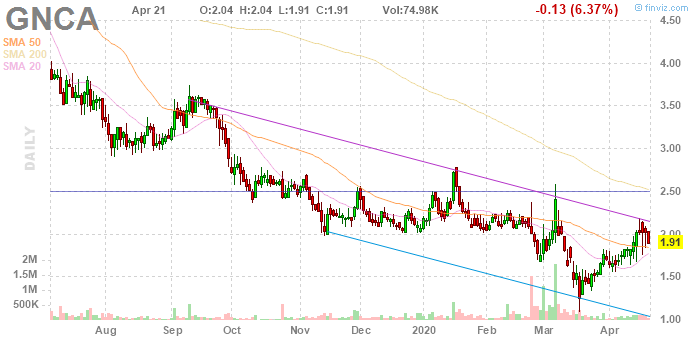 © finviz.com
GNCA Apr 21 O:2.04 H:2.04 L:1.91 C:1.91 Vol:74.98K -0.13 (6.37%)
SMA 50
SMA 200
SMA 20
DAILY
4.50
4.00
3.50
3.00
2.50
2.00
1.91
1.50
1.00
2M
1.5M
1M
500K
Aug Sep Oct Nov Dec 2020 Feb Mar Apr